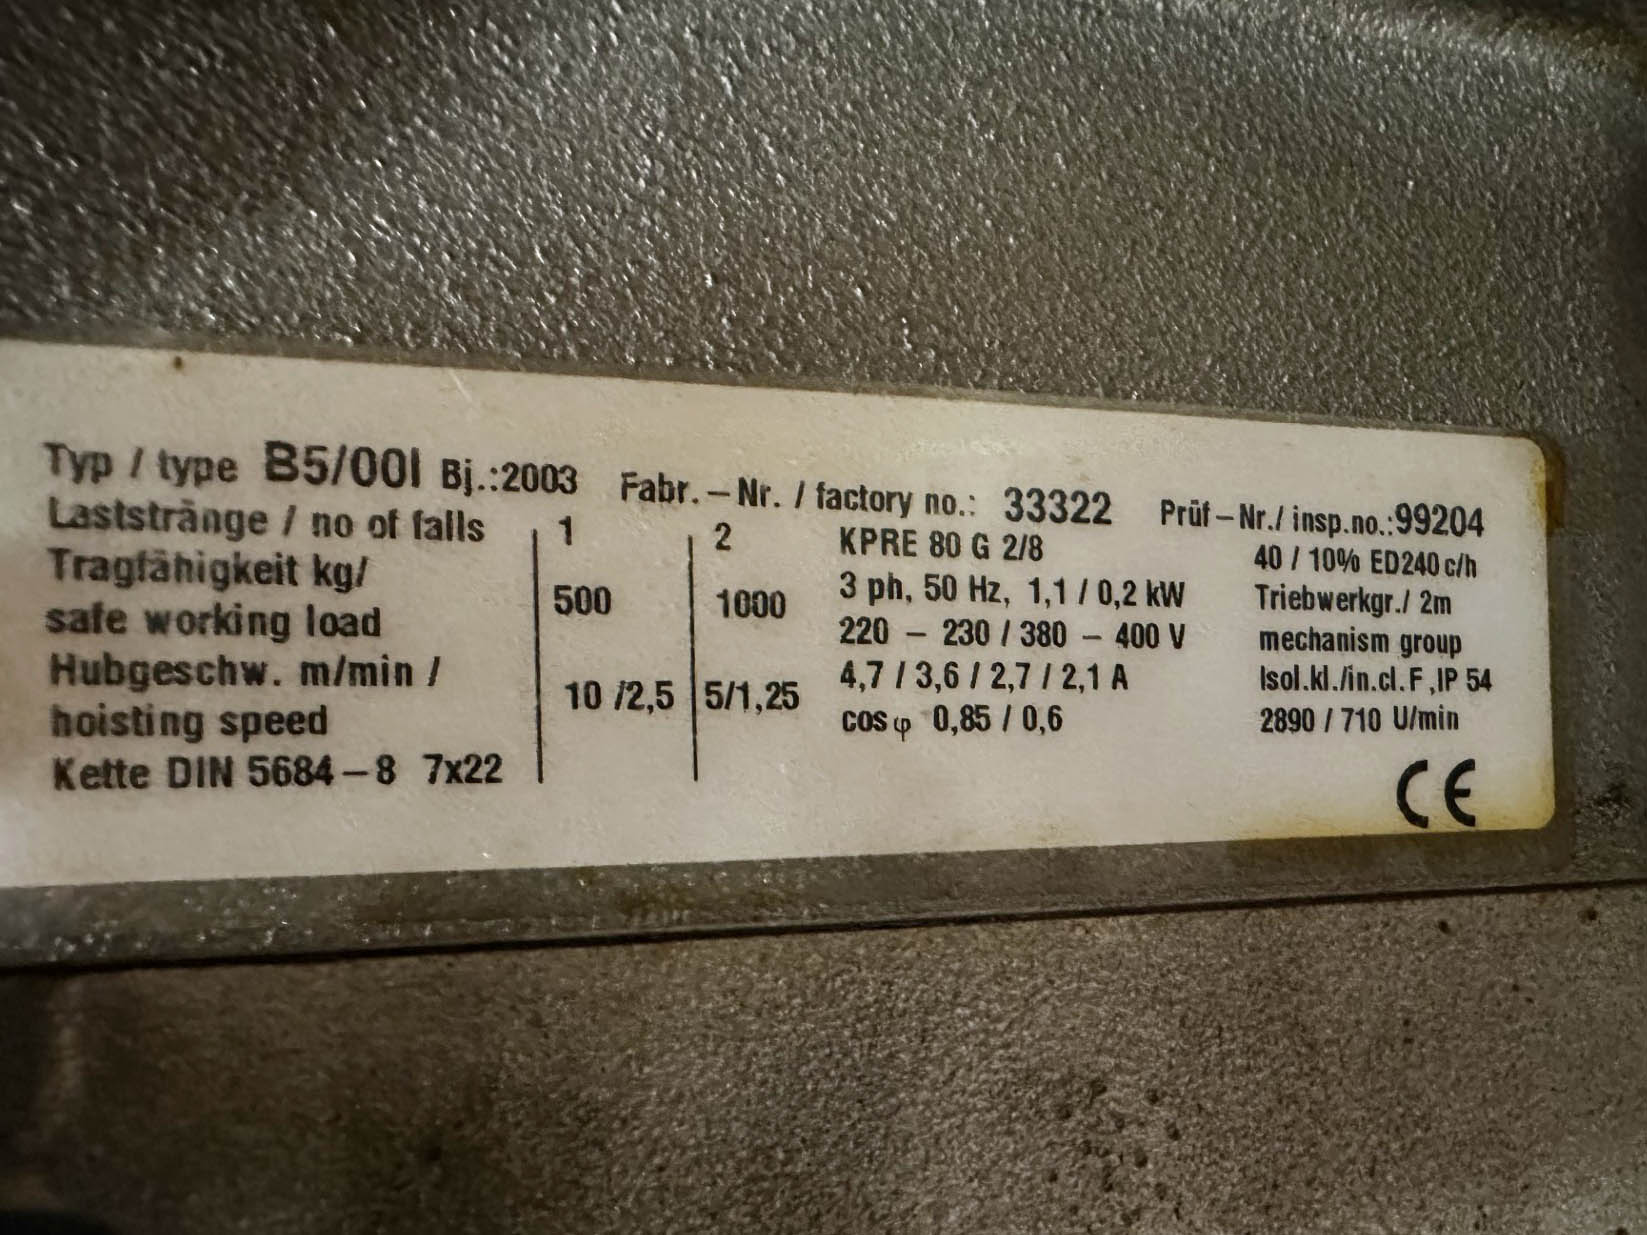 Typ / type B5/00I Bj.:2003 Fabr. – Nr. / factory no.: 33322 Prüf – Nr./ insp.no.:99204
Laststränge / no of falls 1 2 KPRE 80 G 2/8 40 / 10% ED240 c/h
Tragfähigkeit kg/ 500 1000 3 ph, 50 Hz, 1,1 / 0,2 kW Triebwerkgr./ 2m
safe working load 220 – 230 / 380 – 400 V mechanism group
Hubgeschw. m/min / 10 /2,5 5/1,25 4,7 / 3,6 / 2,7 / 2,1 A Isol.kl./in.cl. F ,IP 54
hoisting speed cos φ 0,85 / 0,6 2890 / 710 U/min
Kette DIN 5684 – 8 7x22
CE